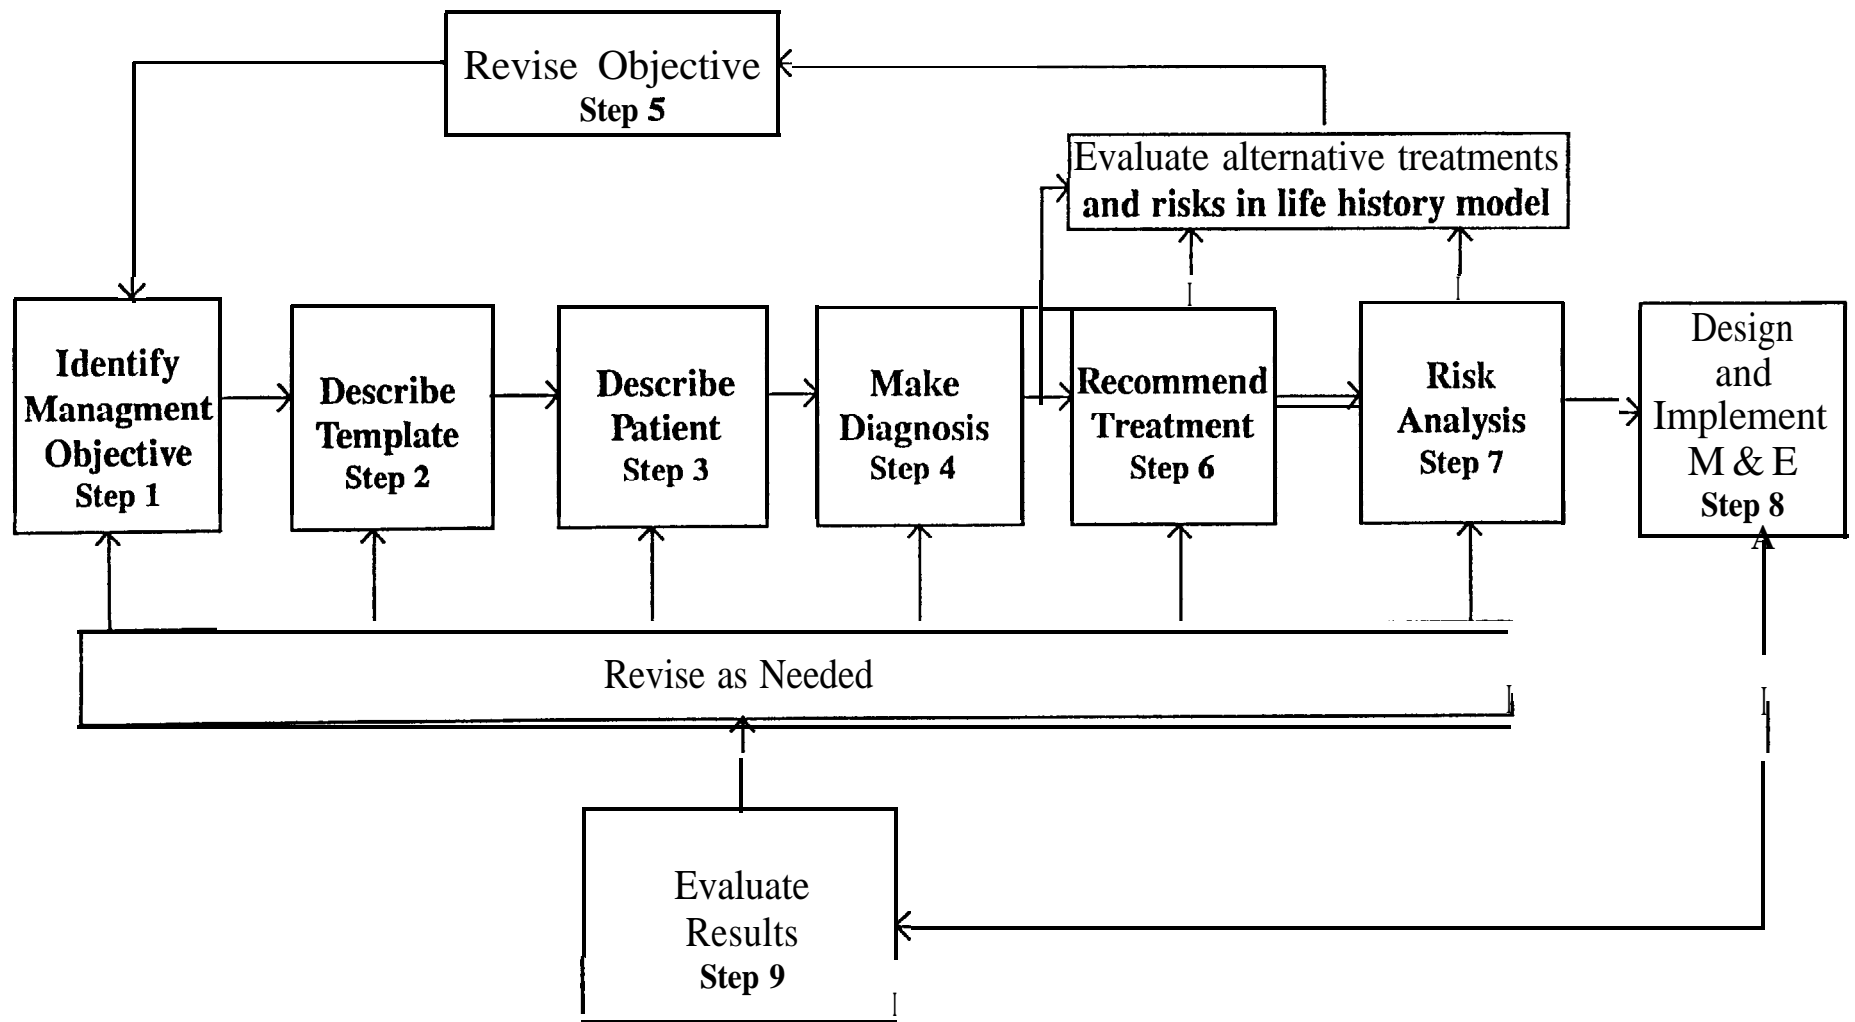 Revise Objective
Step 5
Evaluate alternative treatments
and risks in life history model
Identify
Managment
Objective
Step 1
Describe
Template
Step 2
Describe
Patient
Step 3
Make
Diagnosis
Step 4
Recommend
Treatment
Step 6
Risk
Analysis
Step 7
Design
and
Implement
M & E
Step 8
Revise as Needed
Evaluate
Results
Step 9